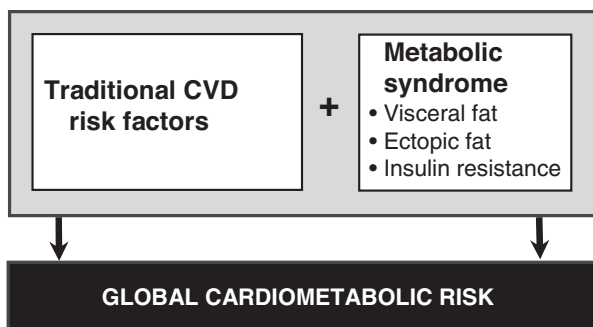 Traditional CVD
risk factors
+
Metabolic
syndrome
• Visceral fat
• Ectopic fat
• Insulin resistance
GLOBAL CARDIOMETABOLIC RISK